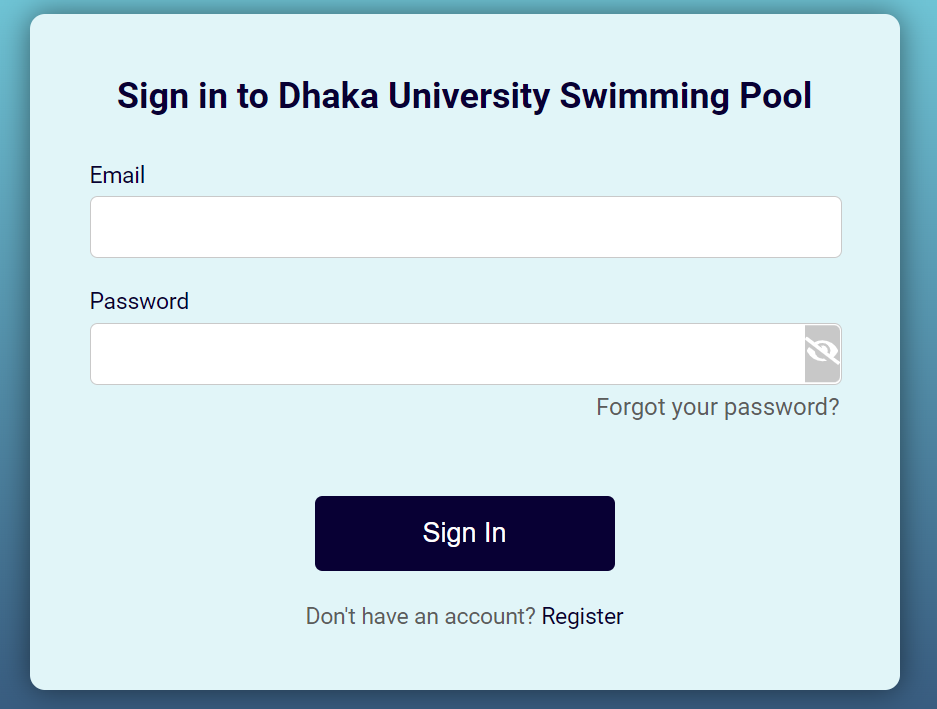 Sign in to Dhaka University Swimming Pool
Email
Password
Forgot your password?
Sign In
Don't have an account? Register